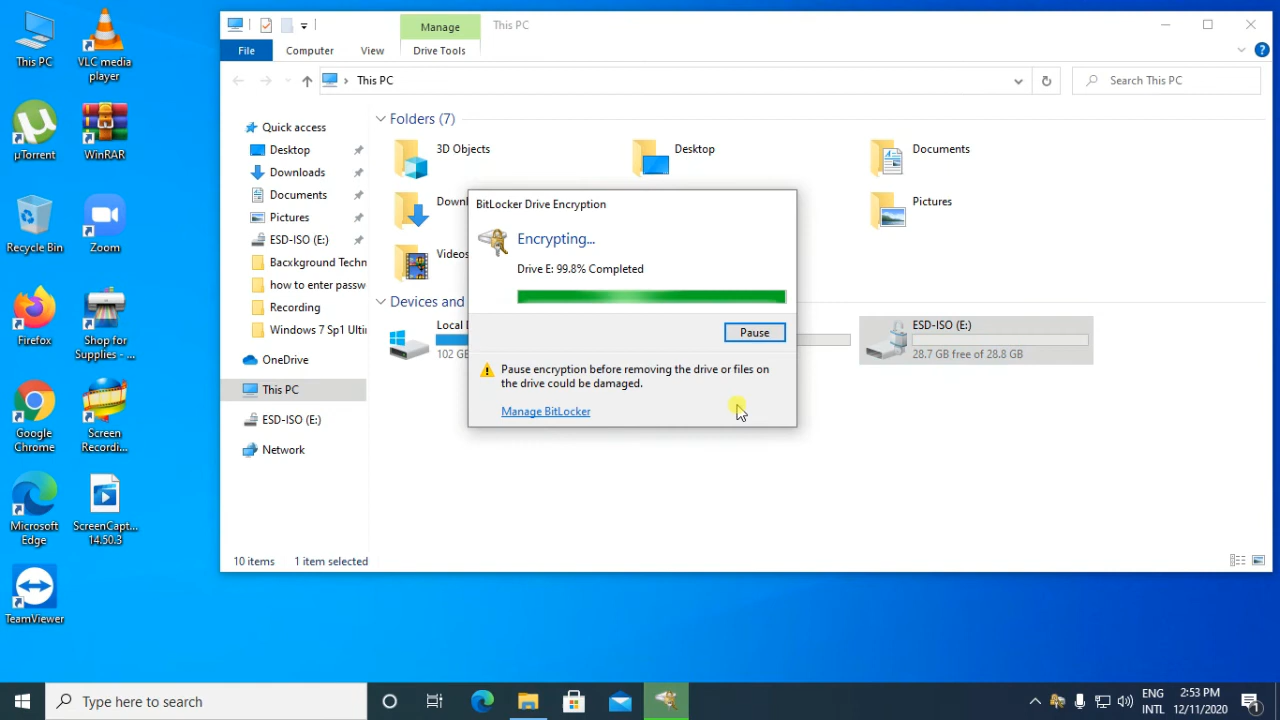 This PC
VLC media
player
µTorrent
WinRAR
Recycle Bin
Zoom
Firefox
Shop for
Supplies - ...
Google
Chrome
Screen
Recordi...
Microsoft
Edge
ScreenCapt...
14.50.3
TeamViewer
Manage
This PC
File
Computer
View
Drive Tools
This PC
Search This PC
Quick access
Desktop
Downloads
Documents
Pictures
ESD-ISO (E:)
Bacxkground Techn
how to enter passw
Recording
Windows 7 Sp1 Ulti
OneDrive
This PC
ESD-ISO (E:)
Network
Folders (7)
3D Objects
Desktop
Documents
Downl
Pictures
Videos
Devices and
Local D
102 GE
ESD-ISO (E:)
28.7 GB free of 28.8 GB
BitLocker Drive Encryption
Encrypting...
Drive E: 99.8% Completed
Pause
Pause encryption before removing the drive or files on
the drive could be damaged.
Manage BitLocker
10 items
1 item selected
Type here to search
ENG
INTL
2:53 PM
12/11/2020
1